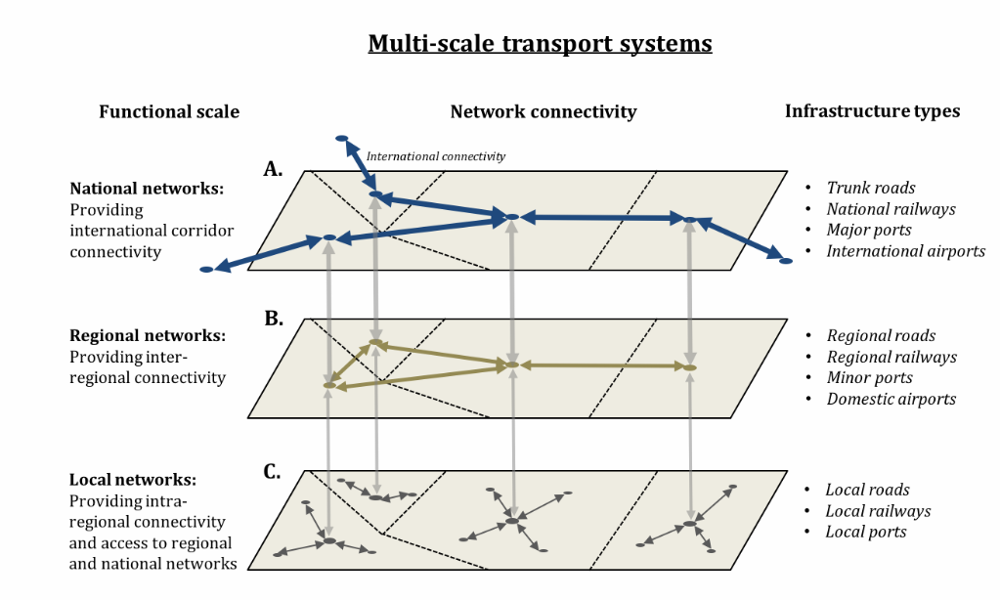 Multi-scale transport systems
Functional scale
Network connectivity
Infrastructure types
International connectivity
A.
National networks:
Providing
international corridor
connectivity
• Trunk roads
• National railways
• Major ports
• International airports
B.
Regional networks:
Providing inter-
regional connectivity
• Regional roads
• Regional railways
• Minor ports
• Domestic airports
C.
Local networks:
Providing intra-
regional connectivity
and access to regional
and national networks
• Local roads
• Local railways
• Local ports